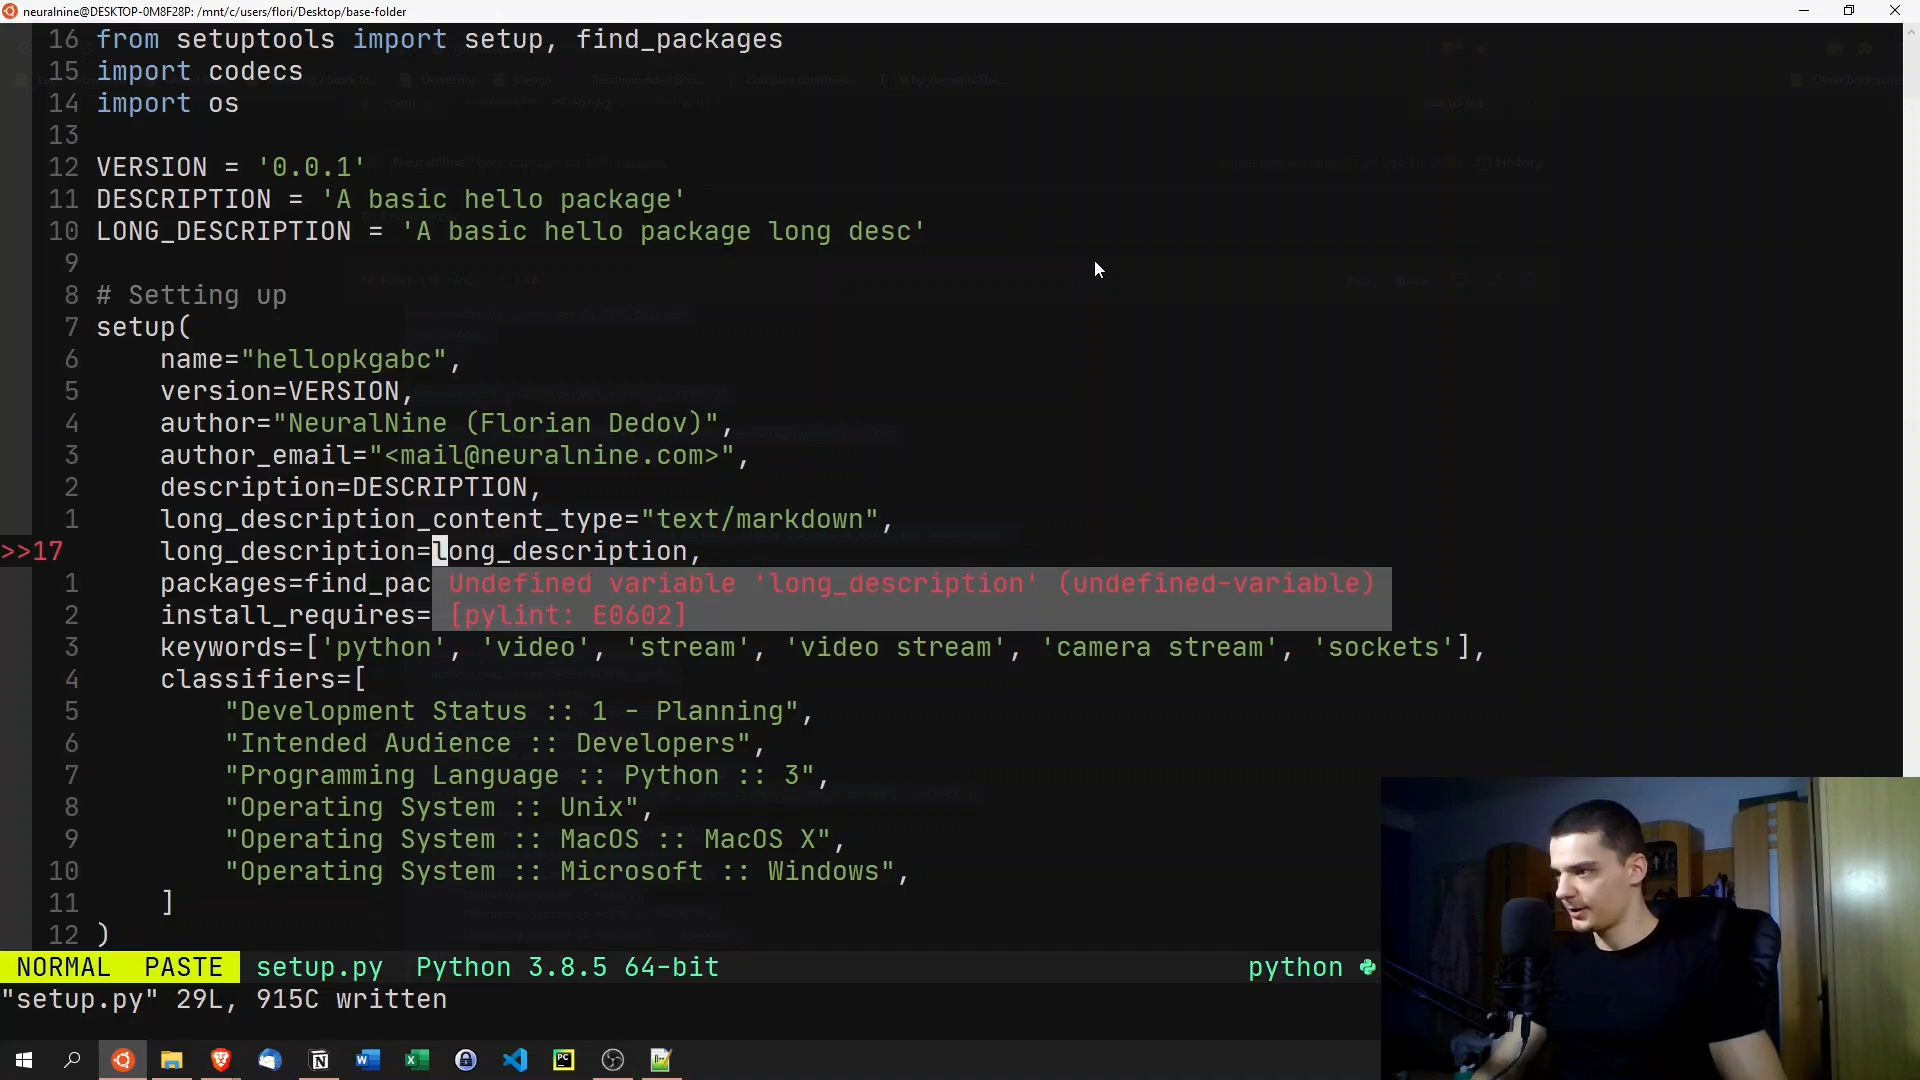 neuralnine@DESKTOP-0M8F28P: /mnt/c/users/flori/Desktop/base-folder
16 from setuptools import setup, find_packages
15 import codecs
14 import os
13
12 VERSION = '0.0.1'
11 DESCRIPTION = 'A basic hello package'
10 LONG_DESCRIPTION = 'A basic hello package long desc'
9
8 # Setting up
7 setup(
6 name="hellopkgabc",
5 version=VERSION,
4 author="NeuralNine (Florian Dedov)",
3 author_email="<mail@neuralnine.com>",
2 description=DESCRIPTION,
1 long_description_content_type="text/markdown",
>>17 long_description=long_description,
1 packages=find_pac Undefined variable 'long_description' (undefined-variable)
2 install_requires= [pylint: E0602]
3 keywords=['python', 'video', 'stream', 'video stream', 'camera stream', 'sockets'],
4 classifiers=[
5 "Development Status :: 1 - Planning",
6 "Intended Audience :: Developers",
7 "Programming Language :: Python :: 3",
8 "Operating System :: Unix",
9 "Operating System :: MacOS :: MacOS X",
10 "Operating System :: Microsoft :: Windows",
11 ]
12 )
NORMAL PASTE setup.py Python 3.8.5 64-bit python
"setup.py" 29L, 915C written